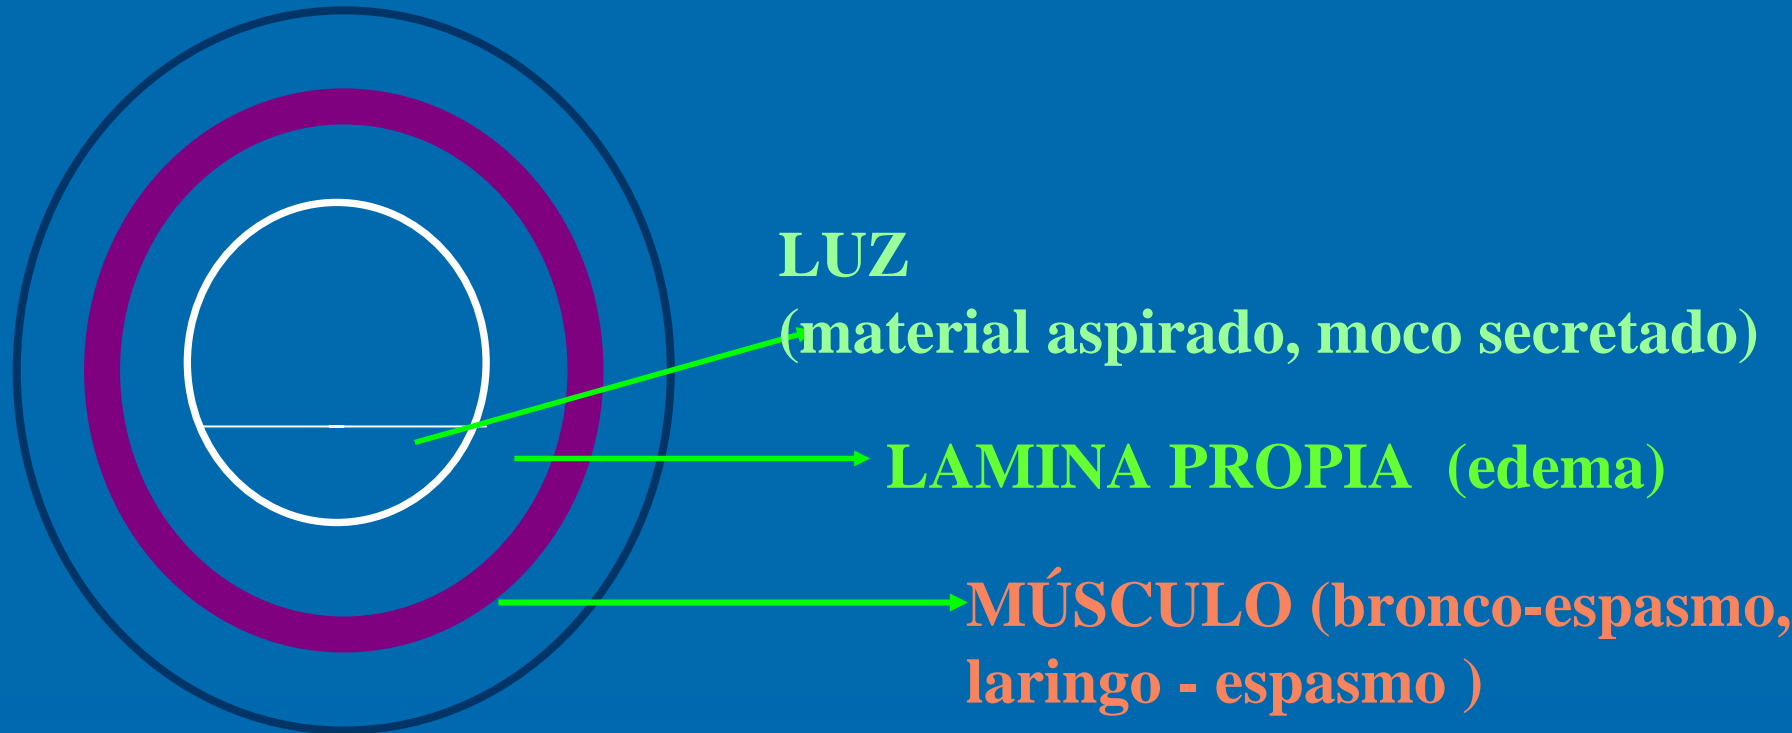 LUZ
(material aspirado, moco secretado)
LAMINA PROPIA (edema)
MÚSCULO (bronco-espasmo,
laringo - espasmo )